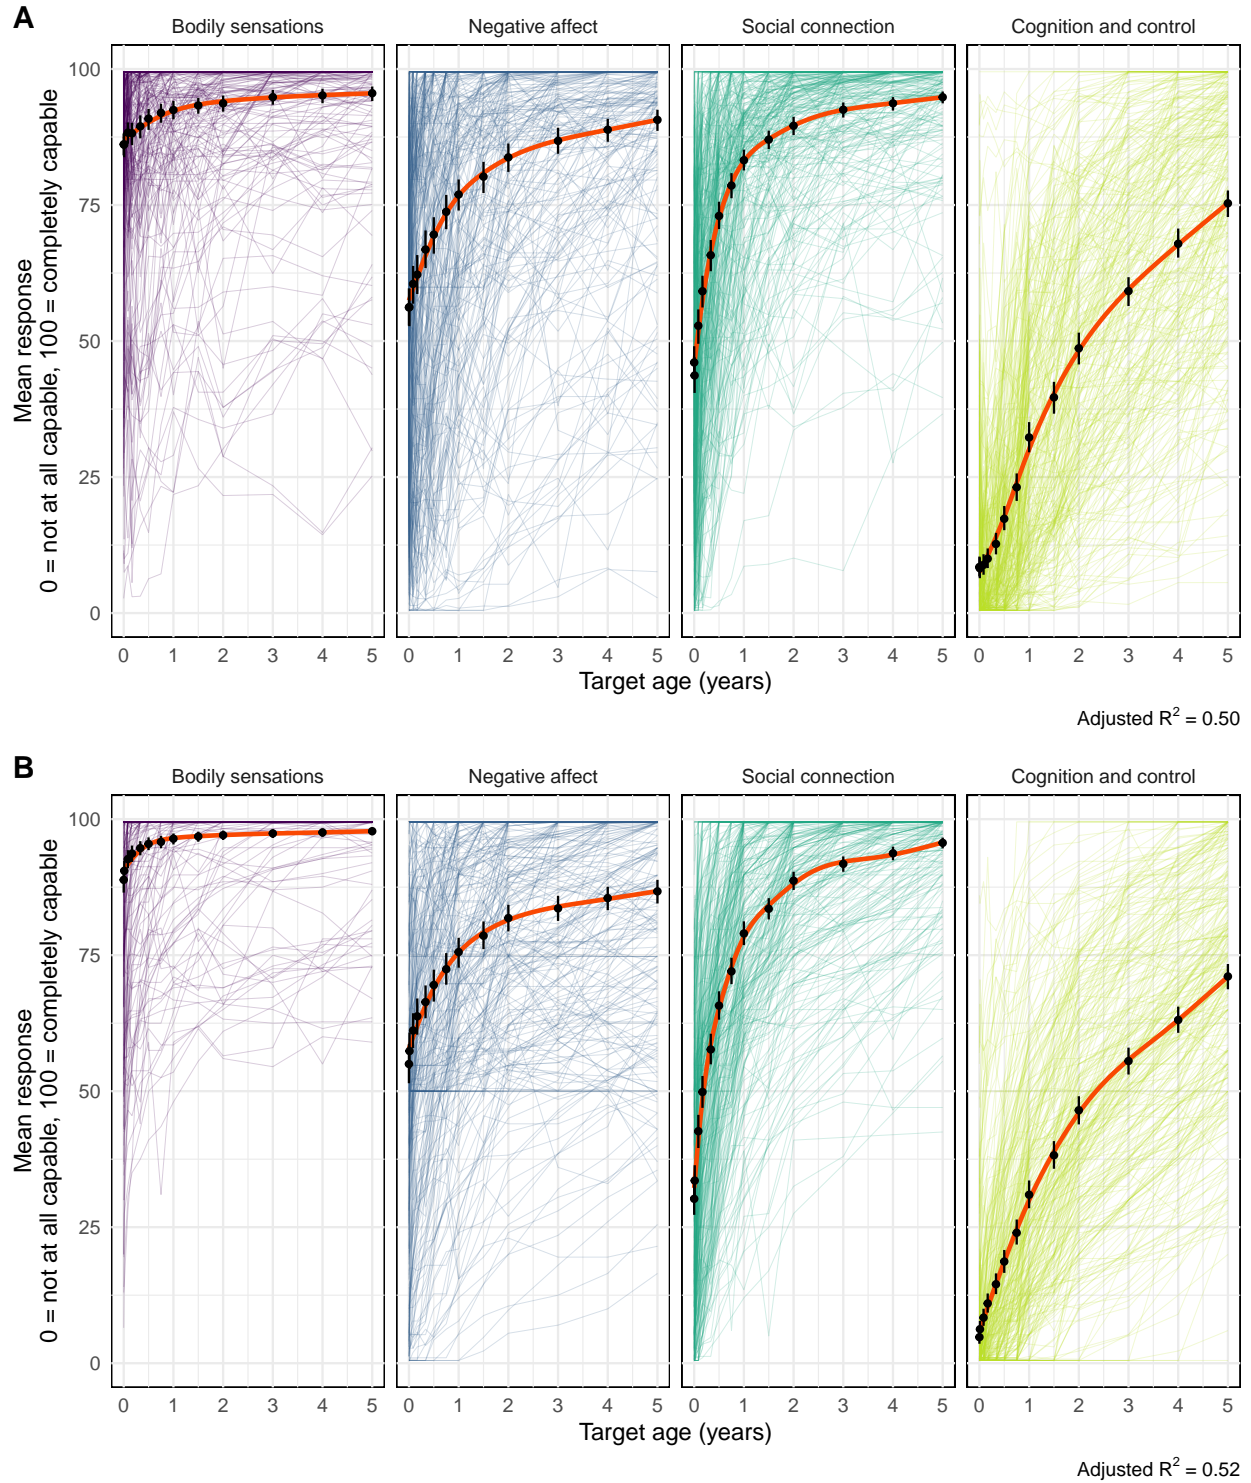 A
Bodily sensations Negative affect Social connection Cognition and control
100
75
50
25
0
Mean response
0 = not at all capable, 100 = completely capable
0 1 2 3 4 5 0 1 2 3 4 5 0 1 2 3 4 5 0 1 2 3 4 5
Target age (years)
Adjusted R² = 0.50
B
Bodily sensations Negative affect Social connection Cognition and control
100
75
50
25
0
Mean response
0 = not at all capable, 100 = completely capable
0 1 2 3 4 5 0 1 2 3 4 5 0 1 2 3 4 5 0 1 2 3 4 5
Target age (years)
Adjusted R² = 0.52